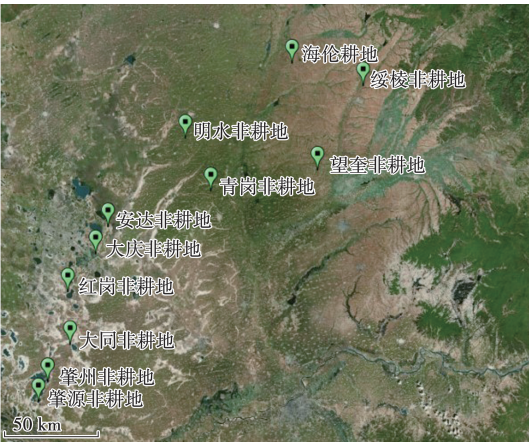 海伦耕地
绥棱非耕地
明水非耕地
望奎非耕地
青岗非耕地
安达非耕地
大庆非耕地
红岗非耕地
大同非耕地
肇州非耕地
肇源非耕地
50 km